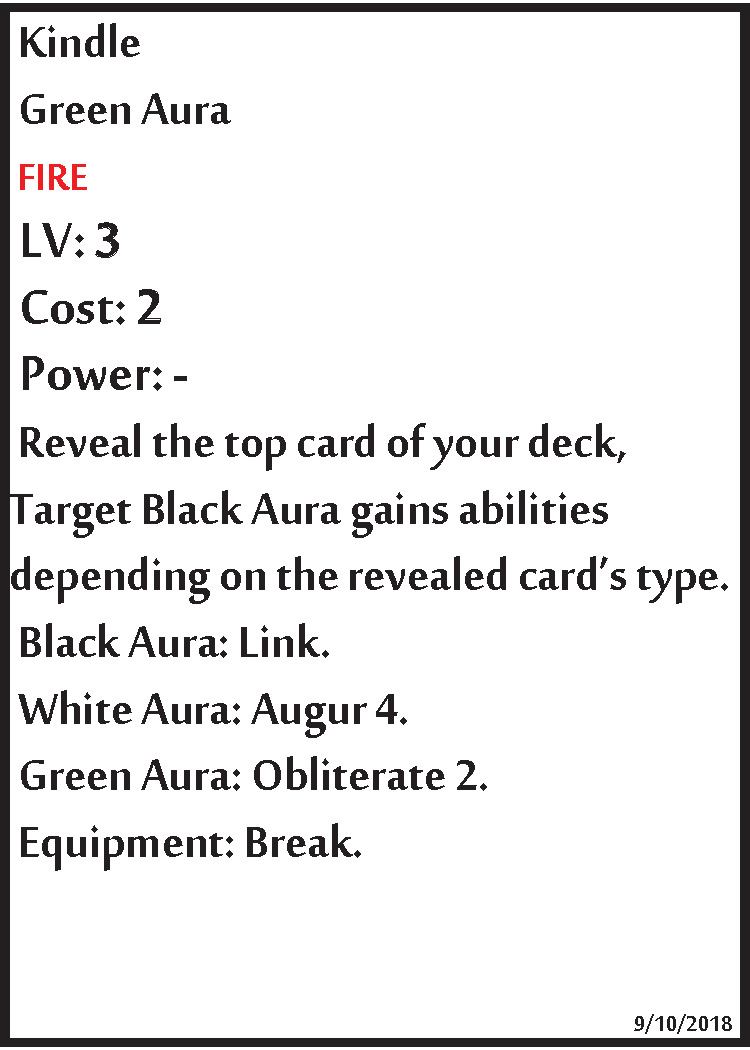 Kindle
Green Aura
FIRE
LV: 3
Cost: 2
Power: -
Reveal the top card of your deck,
Target Black Aura gains abilities
depending on the revealed card's type.
Black Aura: Link.
White Aura: Augur 4.
Green Aura: Obliterate 2.
Equipment: Break.
9/10/2018